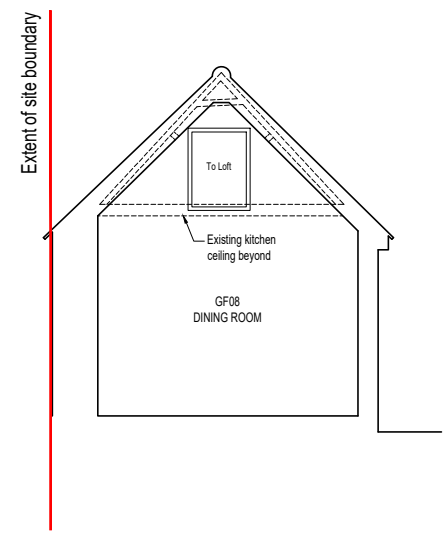 Extent of site boundary
To Loft
Existing kitchen
ceiling beyond
GF08
DINING ROOM